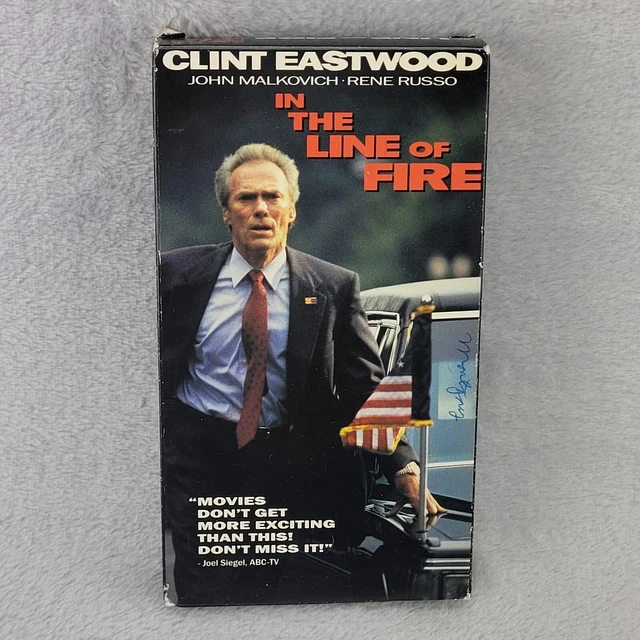 CLINT EASTWOOD
JOHN MALKOVICH · RENE RUSSO
IN
THE
LINE OF
FIRE
“MOVIES
DON’T GET
MORE EXCITING
THAN THIS!
DON’T MISS IT!”
- Joel Siegel, ABC-TV